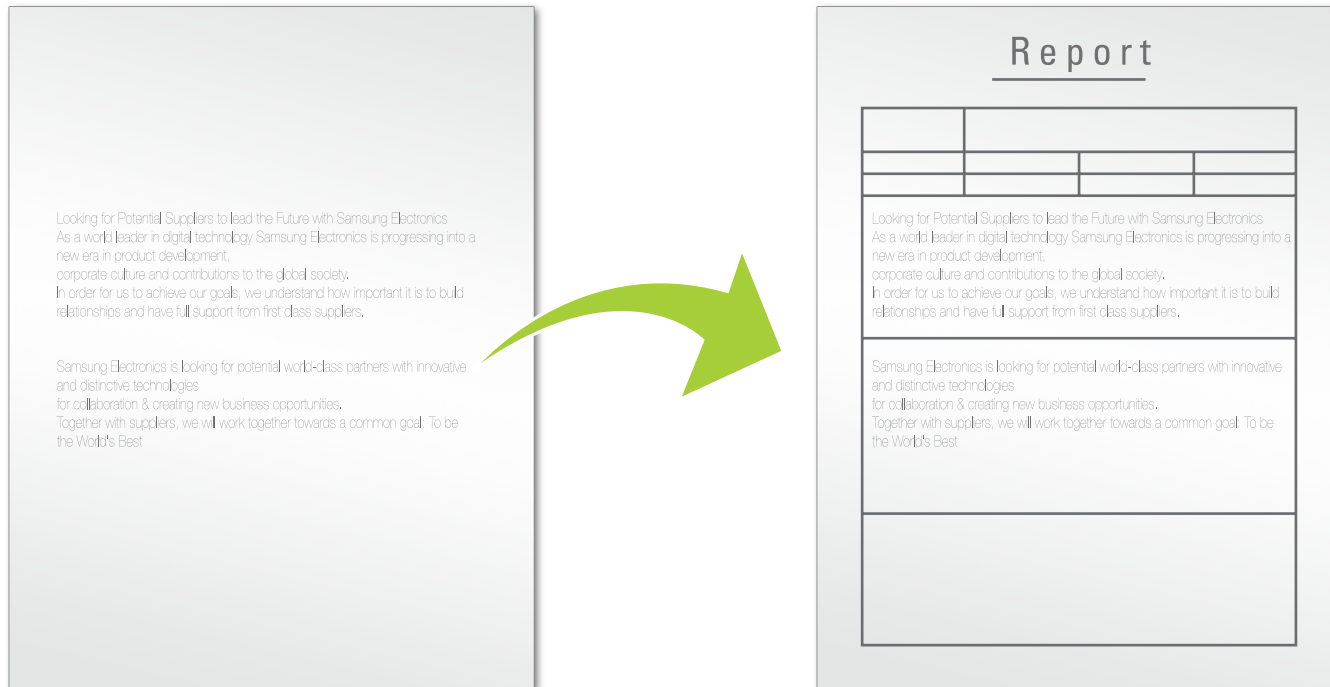 Looking for Potential Suppliers to lead the Future with Samsung Electronics
As a world leader in digital technology Samsung Electronics is progressing into a
new era in product development,
corporate culture and contributions to the global society.
In order for us to achieve our goals, we understand how important it is to build
relationships and have full support from first class suppliers.
Samsung Electronics is looking for potential world-class partners with innovative
and distinctive technologies
for collaboration & creating new business opportunities.
Together with suppliers, we will work together towards a common goal: To be
the World's Best
Report
Looking for Potential Suppliers to lead the Future with Samsung Electronics
As a world leader in digital technology Samsung Electronics is progressing into a
new era in product development,
corporate culture and contributions to the global society.
In order for us to achieve our goals, we understand how important it is to build
relationships and have full support from first class suppliers.
Samsung Electronics is looking for potential world-class partners with innovative
and distinctive technologies
for collaboration & creating new business opportunities.
Together with suppliers, we will work together towards a common goal: To be
the World's Best